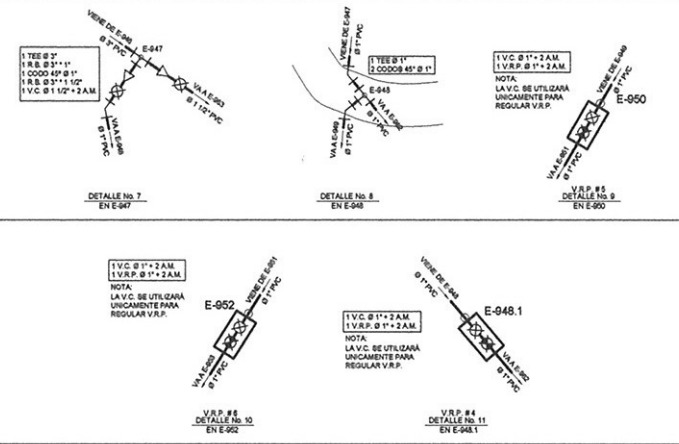 VIENE DE E-946
Ø 3" PVC
E-947
1 TEE Ø 3"
1 R.B. Ø 3" * 1"
1 CODO 45º Ø 1"
1 R.B. Ø 3" * 1 1/2"
1 V.C. Ø 1 1/2" + 2 A.M.
VA A E-953
Ø 1 1/2" PVC
VA A E-948
Ø 1" PVC
DETALLE No. 7
EN E-947
VIENE DE E-947
Ø 1" PVC
1 TEE Ø 1"
2 CODOS 45º Ø 1"
E-948
VA A E-952
Ø 1" PVC
VA A E-949
Ø 1" PVC
DETALLE No. 8
EN E-948
1 V.C. Ø 1" + 2 A.M.
1 V.R.P. Ø 1" + 2 A.M.
NOTA:
LA V.C. SE UTILIZARÁ
UNICAMENTE PARA
REGULAR V.R.P.
VIENE DE E-949
Ø 1" PVC
E-950
VA A E-951
Ø 1" PVC
V.R.P. # 5
DETALLE No. 9
EN E-950
1 V.C. Ø 1" + 2 A.M.
1 V.R.P. Ø 1" + 2 A.M.
NOTA:
LA V.C. SE UTILIZARÁ
UNICAMENTE PARA
REGULAR V.R.P.
VIENE DE E-951
Ø 1" PVC
E-952
VA A E-953
Ø 1" PVC
V.R.P. # 6
DETALLE No. 10
EN E-952
1 V.C. Ø 1" + 2 A.M.
1 V.R.P. Ø 1" + 2 A.M.
NOTA:
LA V.C. SE UTILIZARÁ
UNICAMENTE PARA
REGULAR V.R.P.
VIENE DE E-948
Ø 1" PVC
E-948.1
VA A E-952
Ø 1" PVC
V.R.P. # 4
DETALLE No. 11
EN E-948.1